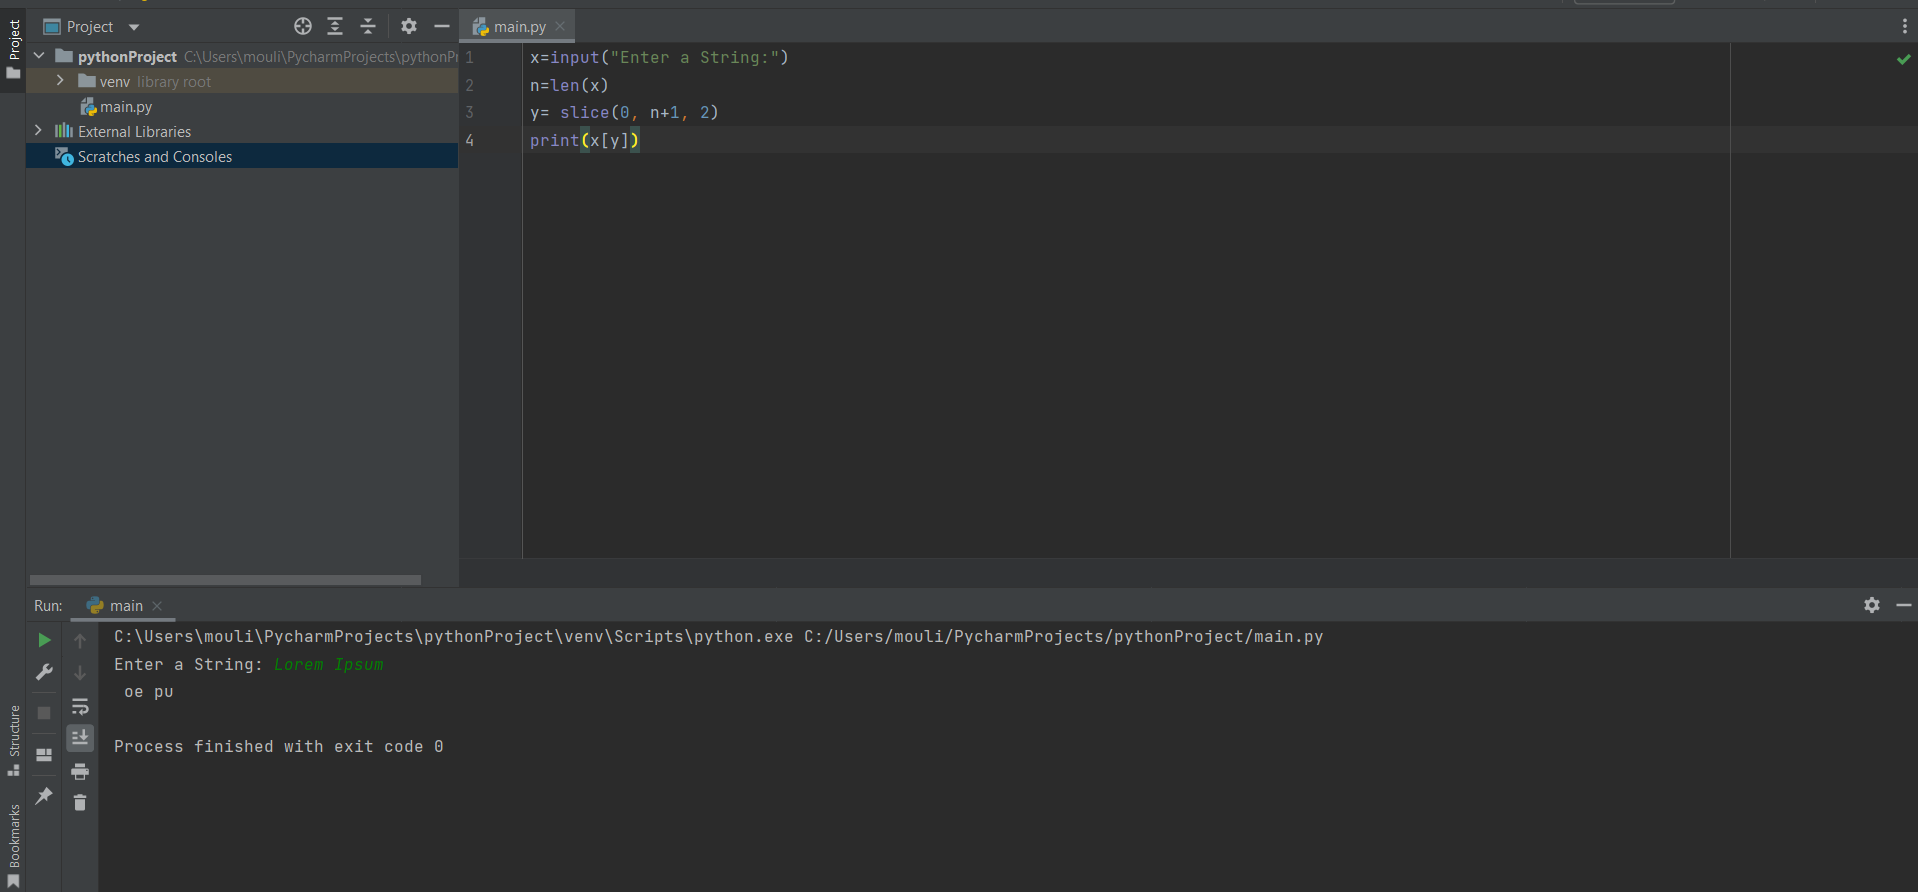 Project
Project
main.py
pythonProject C:\Users\mouli\PycharmProjects\pythonPr
venv library root
main.py
External Libraries
Scratches and Consoles
1 x=input("Enter a String:")
2 n=len(x)
3 y= slice(0, n+1, 2)
4 print(x[y])
Run: main
C:\Users\mouli\PycharmProjects\pythonProject\venv\Scripts\python.exe C:/Users/mouli/PycharmProjects/pythonProject/main.py
Enter a String: Lorem Ipsum
 oe pu
Process finished with exit code 0
Structure
Bookmarks